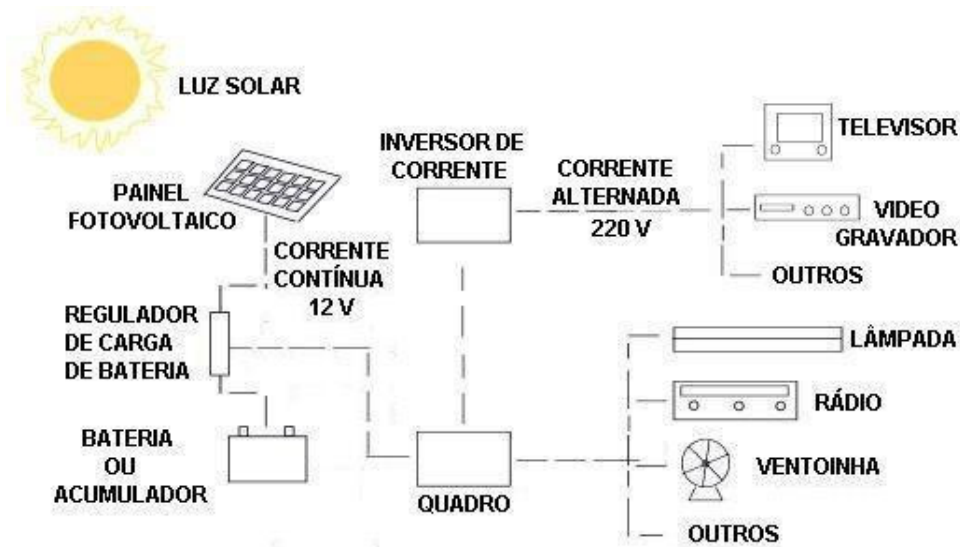 LUZ SOLAR
PAINEL
FOTOVOLTAICO
CORRENTE
CONTÍNUA
12 V
REGULADOR
DE CARGA
DE BATERIA
BATERIA
OU
ACUMULADOR
INVERSOR DE
CORRENTE
CORRENTE
ALTERNADA
220 V
TELEVISOR
VIDEO
GRAVADOR
OUTROS
QUADRO
LÂMPADA
RÁDIO
VENTOINHA
OUTROS